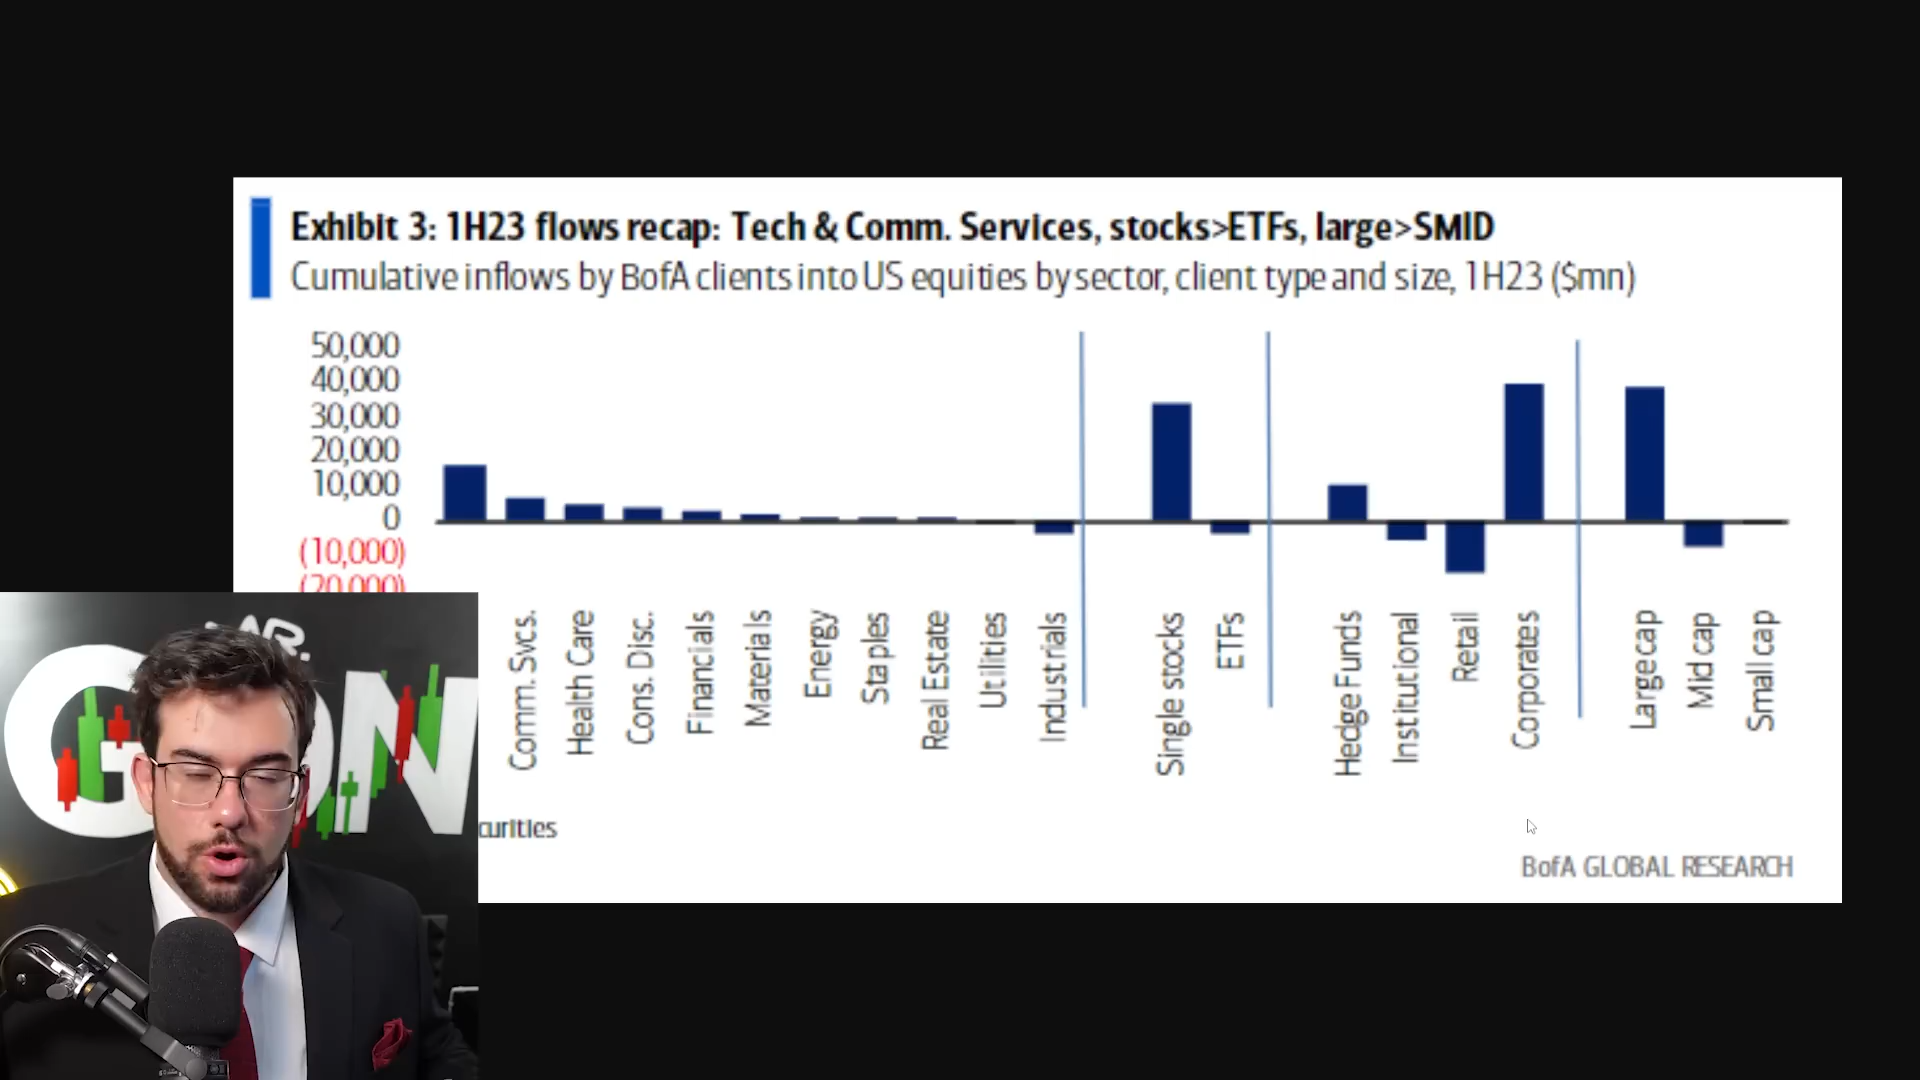 Exhibit 3: 1H23 flows recap: Tech & Comm. Services, stocks>ETFs, large>SMID
Cumulative inflows by BofA clients into US equities by sector, client type and size, 1H23 ($mn)
50,000
40,000
30,000
20,000
10,000
0
(10,000)
(20,000)
Comm. Svcs.
Health Care
Cons. Disc.
Financials
Materials
Energy
Staples
Real Estate
Utilities
Industrials
Single stocks
ETFs
Hedge Funds
Institutional
Retail
Corporates
Large cap
Mid cap
Small cap
curities
BofA GLOBAL RESEARCH